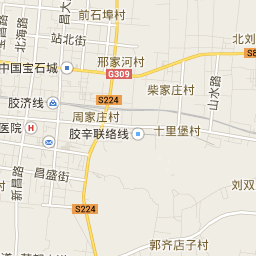 前石埠村
北刘
昌大
北海路
站北街
S8
邢家河村
中国宝石城
G309
山水路
柴家庄村
胶济线
S224
周家庄村
医院
H
胶辛联络线
十里堡村
昌盛街
新昌路
刘双
S224
郭齐店子村